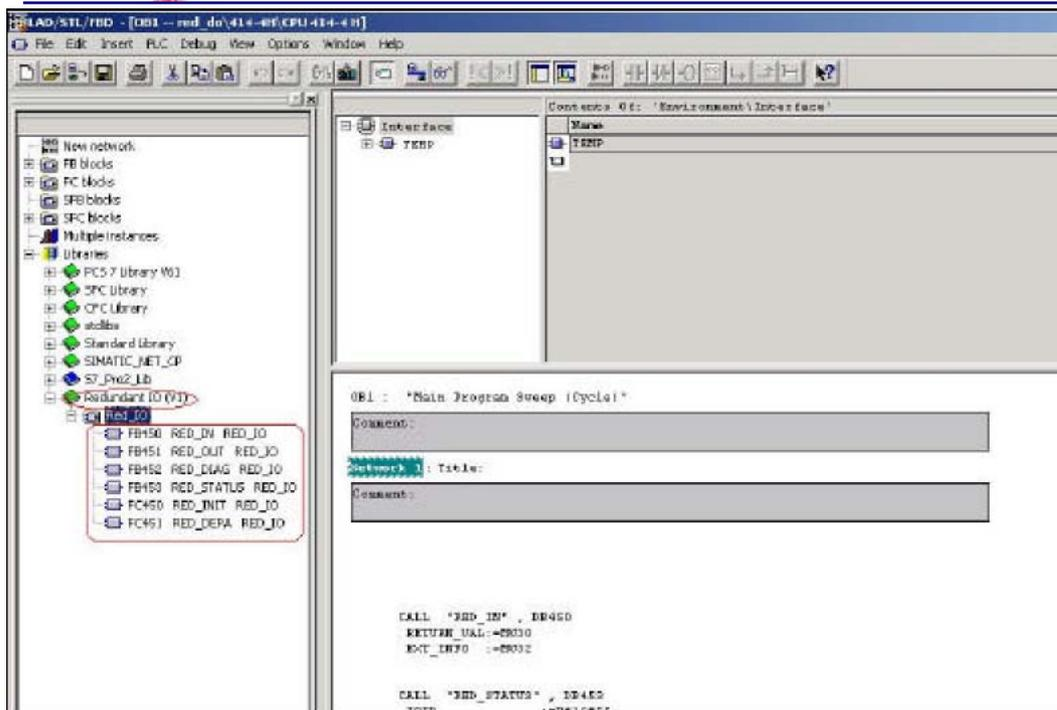 LAD/STL/FBD - [OB1 -- red_do\414-4H\CPU 414-4 H]
File Edit Insert PLC Debug View Options Window Help
New network
FB blocks
FC blocks
SFB blocks
SFC blocks
Multiple instances
Libraries
PCS 7 Library V61
SFC Library
CFC Library
stdlibs
Standard Library
SIMATIC_NET_CP
S7_Pro2_Lib
Redundant IO (V1)
Red_IO
FB450 RED_IN RED_IO
FB451 RED_OUT RED_IO
FB452 RED_DIAG RED_IO
FB453 RED_STATUS RED_IO
FC450 RED_INIT RED_IO
FC451 RED_DEPA RED_IO
Interface
TEMP
Contents Of: 'Environment\Interface'
Name
TEMP
OB1 : "Main Program Sweep (Cycle)"
Comment:
Network 1 : Title:
Comment:
CALL "RED_IN" , DB450
RETURN_VAL:=MW30
EXT_INFO :=MW32
CALL "RED_STATUS" , DB453